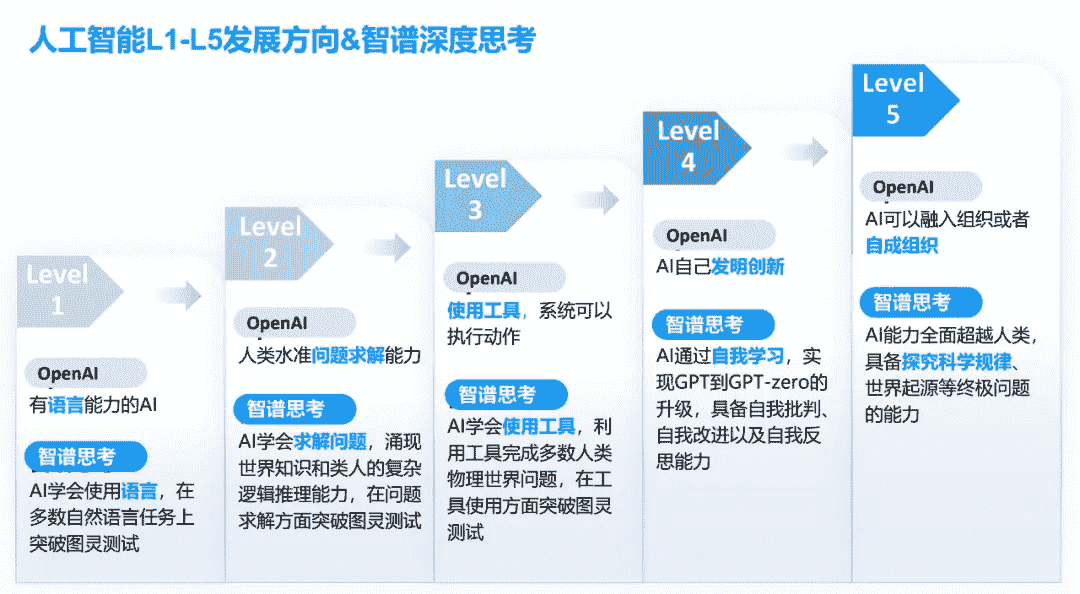 人工智能L1-L5发展方向&智谱深度思考
Level
1
OpenAI
有语言能力的AI
智谱思考
AI学会使用语言，在
多数自然语言任务上
突破图灵测试
Level
2
OpenAI
人类水准问题求解能力
智谱思考
AI学会求解问题，涌现
世界知识和类人的复杂
逻辑推理能力，在问题
求解方面突破图灵测试
Level
3
OpenAI
使用工具，系统可以
执行动作
智谱思考
AI学会使用工具，利
用工具完成多数人类
物理世界问题，在工
具使用方面突破图灵
测试
Level
4
OpenAI
AI自己发明创新
智谱思考
AI通过自我学习，实
现GPT到GPT-zero的
升级，具备自我批判、
自我改进以及自我反
思能力
Level
5
OpenAI
AI可以融入组织或者
自成组织
智谱思考
AI能力全面超越人类，
具备探究科学规律、
世界起源等终极问题
的能力